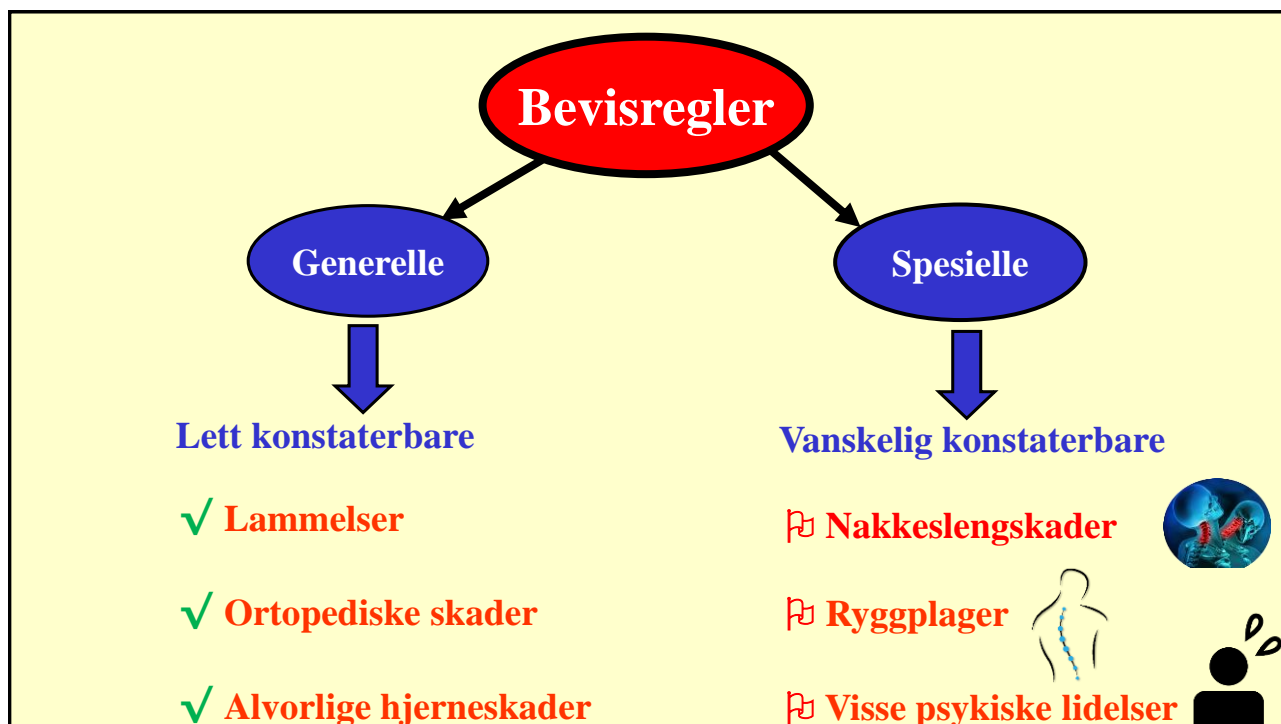 Bevisregler
Generelle
Spesielle
Lett konstaterbare
Vanskelig konstaterbare
√ Lammelser
√ Ortopediske skader
√ Alvorlige hjerneskader
Nakkeslengskader
Ryggplager
Visse psykiske lidelser